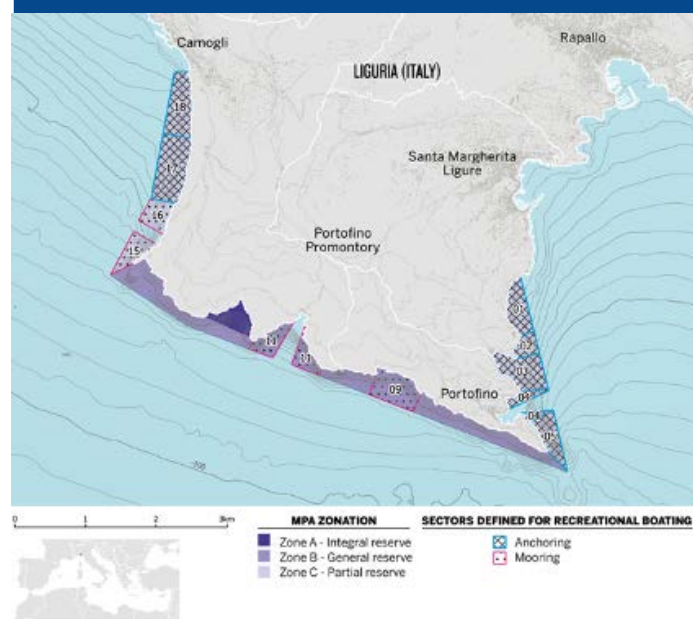 Camogli
Rapallo
LIGURIA (ITALY)
18
Santa Margherita
Ligure
17
16
Portofino
Promontory
15
01
02
03
11
09
Portofino
04
04
05
0 1 2 3km
MPA ZONATION
Zone A - Integral reserve
Zone B - General reserve
Zone C - Partial reserve
SECTORS DEFINED FOR RECREATIONAL BOATING
Anchoring
Mooring